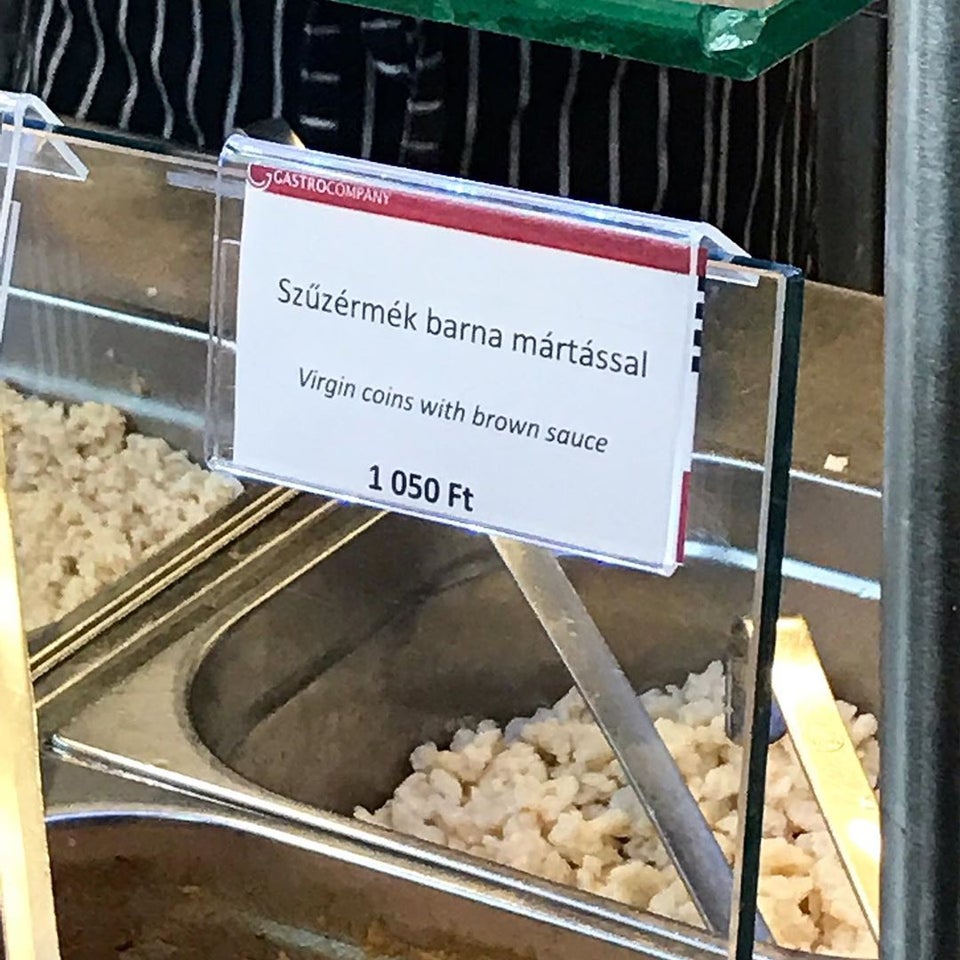 GASTROCOMPANY
Szűzérmék barna mártással
Virgin coins with brown sauce
1 050 Ft